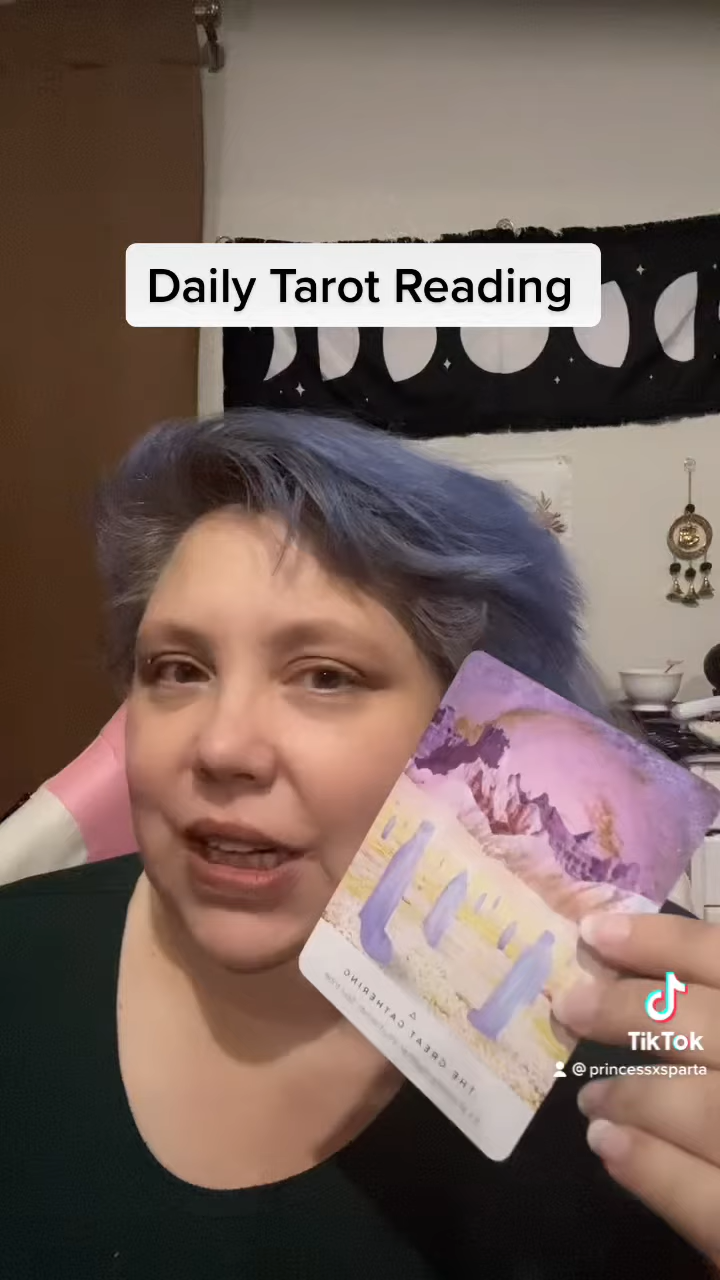 Daily Tarot Reading
THE GREAT GATHERING
TikTok
@princessxsparta